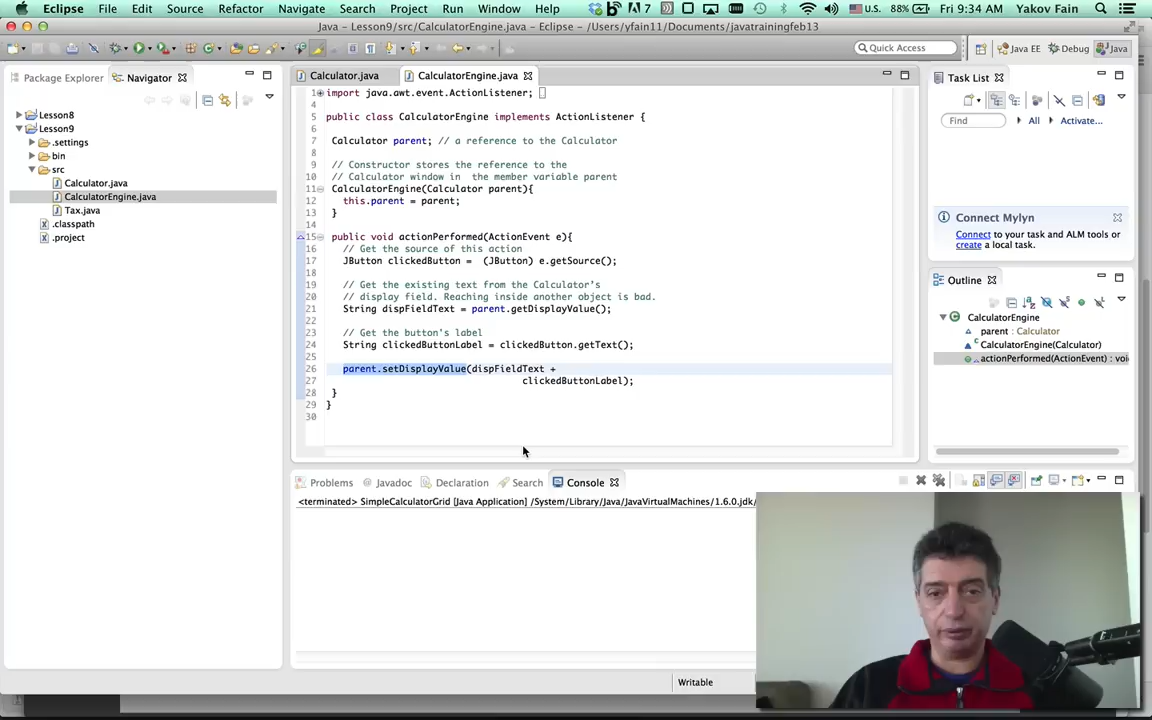 Eclipse File Edit Source Refactor Navigate Search Project Run Window Help 7 U.S. 88% Fri 9:34 AM Yakov Fain
Java - Lesson9/src/CalculatorEngine.java - Eclipse - /Users/yfain11/Documents/javatrainingfeb13
Quick Access Java EE Debug Java
Package Explorer Navigator
Lesson8
Lesson9
.settings
bin
src
Calculator.java
CalculatorEngine.java
Tax.java
.classpath
.project
Calculator.java CalculatorEngine.java
1 import java.awt.event.ActionListener;
4
5 public class CalculatorEngine implements ActionListener {
6
7 Calculator parent; // a reference to the Calculator
8
9 // Constructor stores the reference to the
10 // Calculator window in the member variable parent
11 CalculatorEngine(Calculator parent){
12 this.parent = parent;
13 }
14
15 public void actionPerformed(ActionEvent e){
16 // Get the source of this action
17 JButton clickedButton = (JButton) e.getSource();
18
19 // Get the existing text from the Calculator’s
20 // display field. Reaching inside another object is bad.
21 String dispFieldText = parent.getDisplayValue();
22
23 // Get the button's label
24 String clickedButtonLabel = clickedButton.getText();
25
26 parent.setDisplayValue(dispFieldText +
27 clickedButtonLabel);
28 }
29 }
30
Task List
Find All Activate...
Connect Mylyn
Connect to your task and ALM tools or
create a local task.
Outline
CalculatorEngine
parent : Calculator
CalculatorEngine(Calculator)
actionPerformed(ActionEvent) : voi
Problems Javadoc Declaration Search Console
<terminated> SimpleCalculatorGrid [Java Application] /System/Library/Java/JavaVirtualMachines/1.6.0.jdk/
Writable